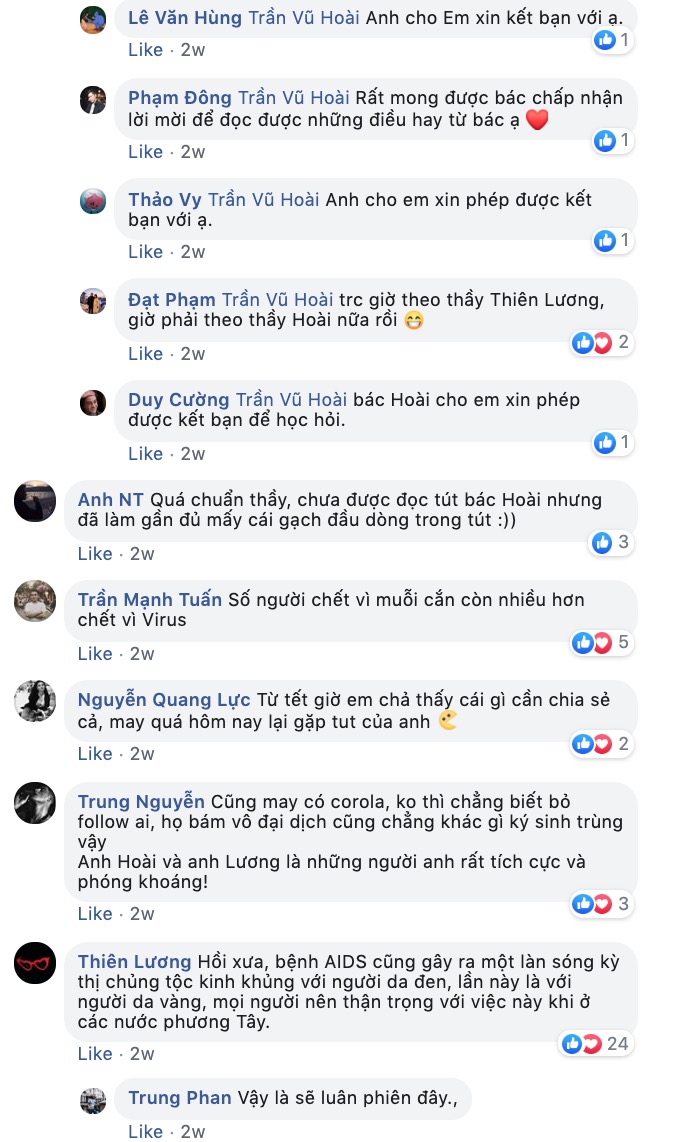 Lê Văn Hùng Trần Vũ Hoài Anh cho Em xin kết bạn với ạ.
1
Like · 2w
Phạm Đông Trần Vũ Hoài Rất mong được bác chấp nhận
lời mời để đọc được những điều hay từ bác ạ ❤️
1
Like · 2w
Thảo Vy Trần Vũ Hoài Anh cho em xin phép được kết
bạn với ạ.
1
Like · 2w
Đạt Phạm Trần Vũ Hoài trc giờ theo thầy Thiên Lương,
giờ phải theo thầy Hoài nữa rồi 😁
2
Like · 2w
Duy Cường Trần Vũ Hoài bác Hoài cho em xin phép
được kết bạn để học hỏi.
1
Like · 2w
Anh NT Quá chuẩn thầy, chưa được đọc tút bác Hoài nhưng
đã làm gần đủ mấy cái gạch đầu dòng trong tút :))
3
Like · 2w
Trần Mạnh Tuấn Số người chết vì muỗi cắn còn nhiều hơn
chết vì Virus
5
Like · 2w
Nguyễn Quang Lực Từ tết giờ em chả thấy cái gì cần chia sẻ
cả, may quá hôm nay lại gặp tut của anh
2
Like · 2w
Trung Nguyễn Cũng may có corola, ko thì chẳng biết bỏ
follow ai, họ bám vô đại dịch cũng chẳng khác gì ký sinh trùng
vậy
Anh Hoài và anh Lương là những người anh rất tích cực và
phóng khoáng!
3
Like · 2w
Thiên Lương Hồi xưa, bệnh AIDS cũng gây ra một làn sóng kỳ
thị chủng tộc kinh khủng với người da đen, lần này là với
người da vàng, mọi người nên thận trọng với việc này khi ở
các nước phương Tây.
24
Like · 2w
Trung Phan Vậy là sẽ luân phiên đây.,
Like · 2w